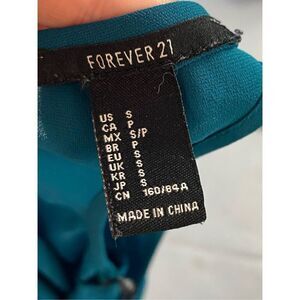 FOREVER 21
US S
CA P
MX S/P
BR P
EU S
UK S
KR S
JP S
CN 160/84A
MADE IN CHINA